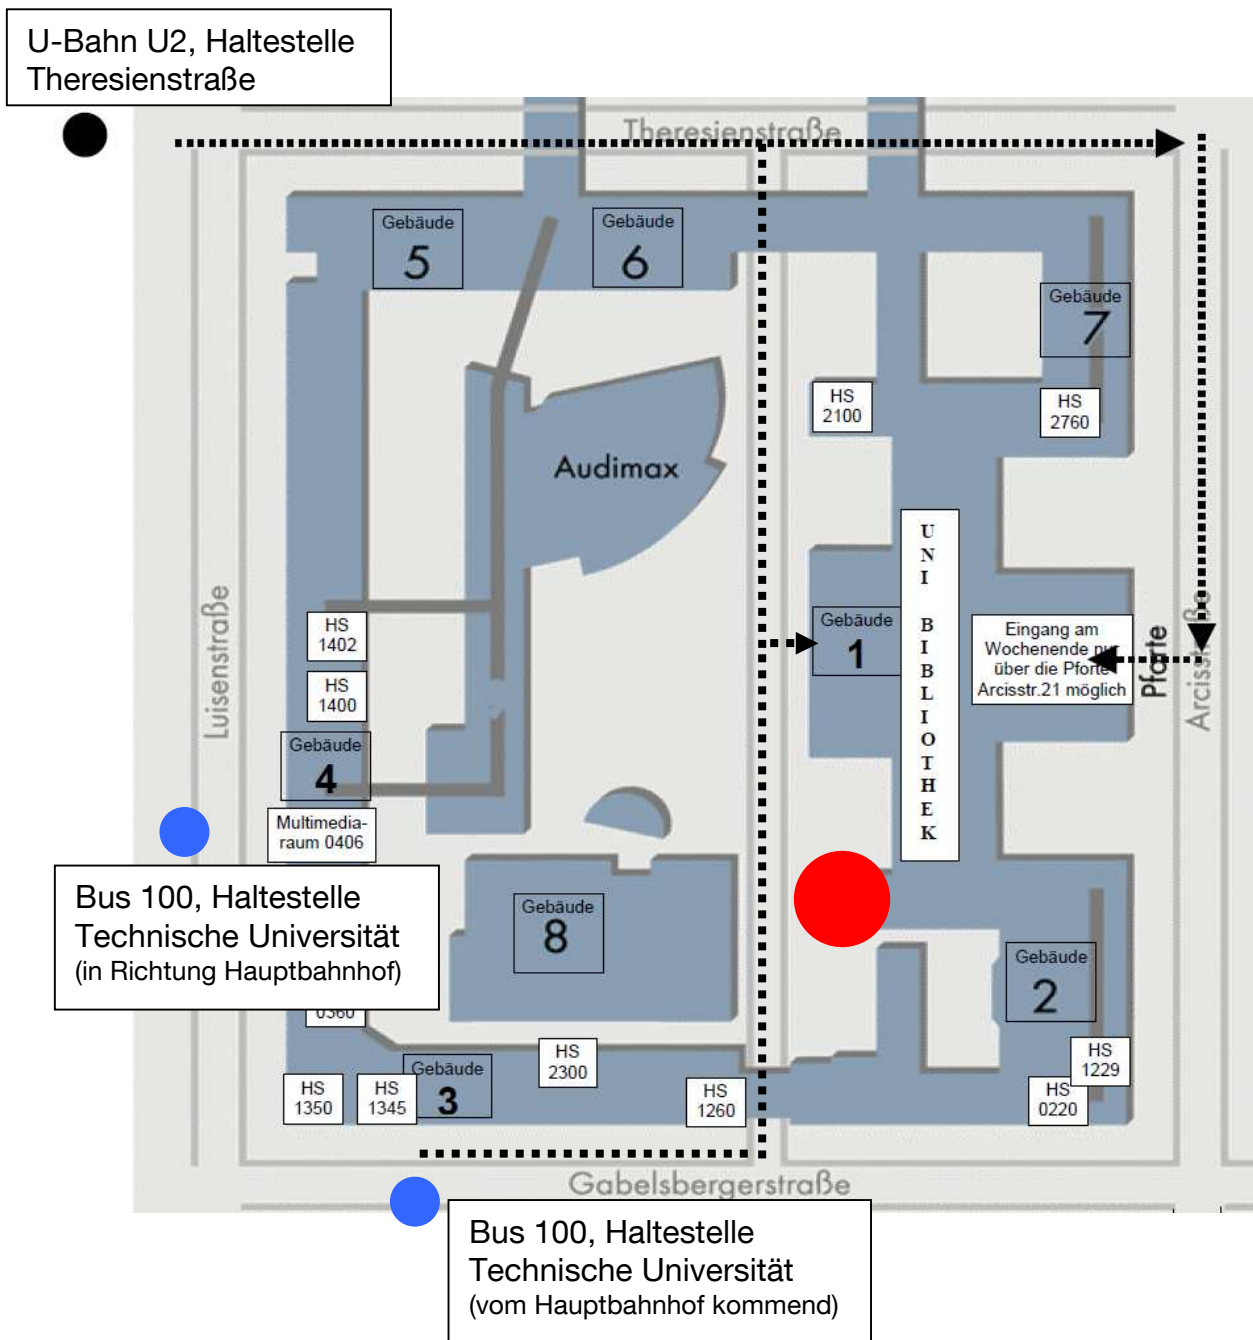 U-Bahn U2, Haltestelle
Theresienstraße
Theresienstraße
Gebäude
5
Gebäude
6
Gebäude
7
HS
2100
HS
2760
Audimax
UNI BIBLIOTHEK
Luisenstraße
HS
1402
HS
1400
Gebäude
1
Eingang am
Wochenende nur
über die Pforte
Arcisstr.21 möglich
Pforte
Arcisstraße
Gebäude
4
Multimedia-
raum 0406
Bus 100, Haltestelle
Technische Universität
(in Richtung Hauptbahnhof)
0360
Gebäude
8
Gebäude
2
HS
2300
HS
1229
HS
1350
HS
1345
Gebäude
3
HS
1260
HS
0220
Gabelsbergerstraße
Bus 100, Haltestelle
Technische Universität
(vom Hauptbahnhof kommend)